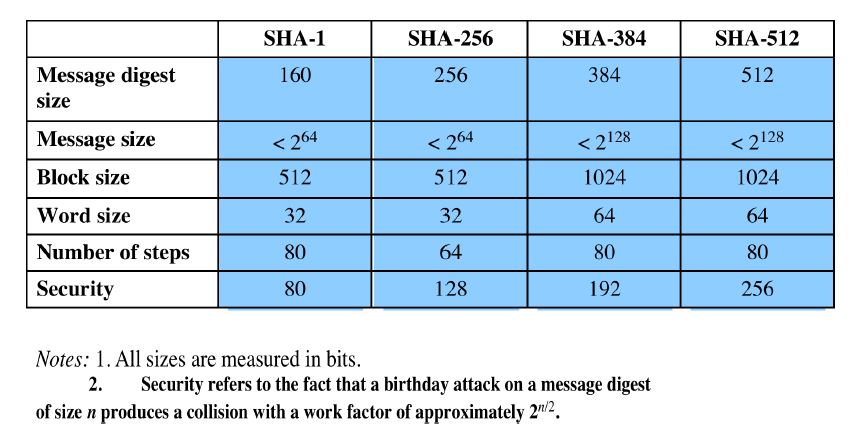 SHA-1 SHA-256 SHA-384 SHA-512
Message digest
size 160 256 384 512
Message size < 2^64 < 2^64 < 2^128 < 2^128
Block size 512 512 1024 1024
Word size 32 32 64 64
Number of steps 80 64 80 80
Security 80 128 192 256
Notes: 1. All sizes are measured in bits.
2. Security refers to the fact that a birthday attack on a message digest
of size n produces a collision with a work factor of approximately 2^n/2.